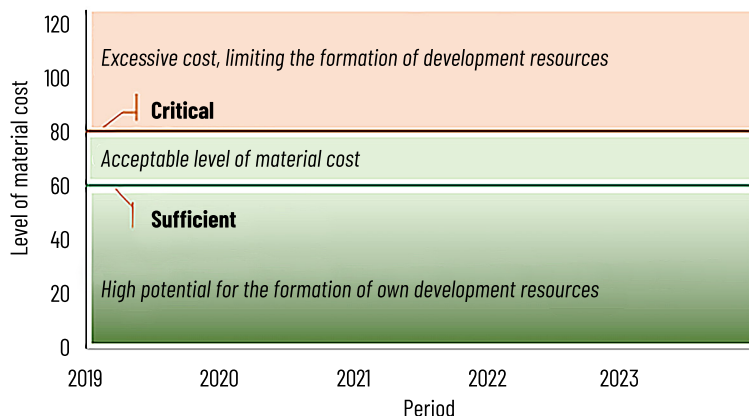 120
Excessive cost, limiting the formation of development resources
100
Critical
80
Acceptable level of material cost
60
Sufficient
40
High potential for the formation of own development resources
20
0
Level of material cost
2019 2020 2021 2022 2023
Period